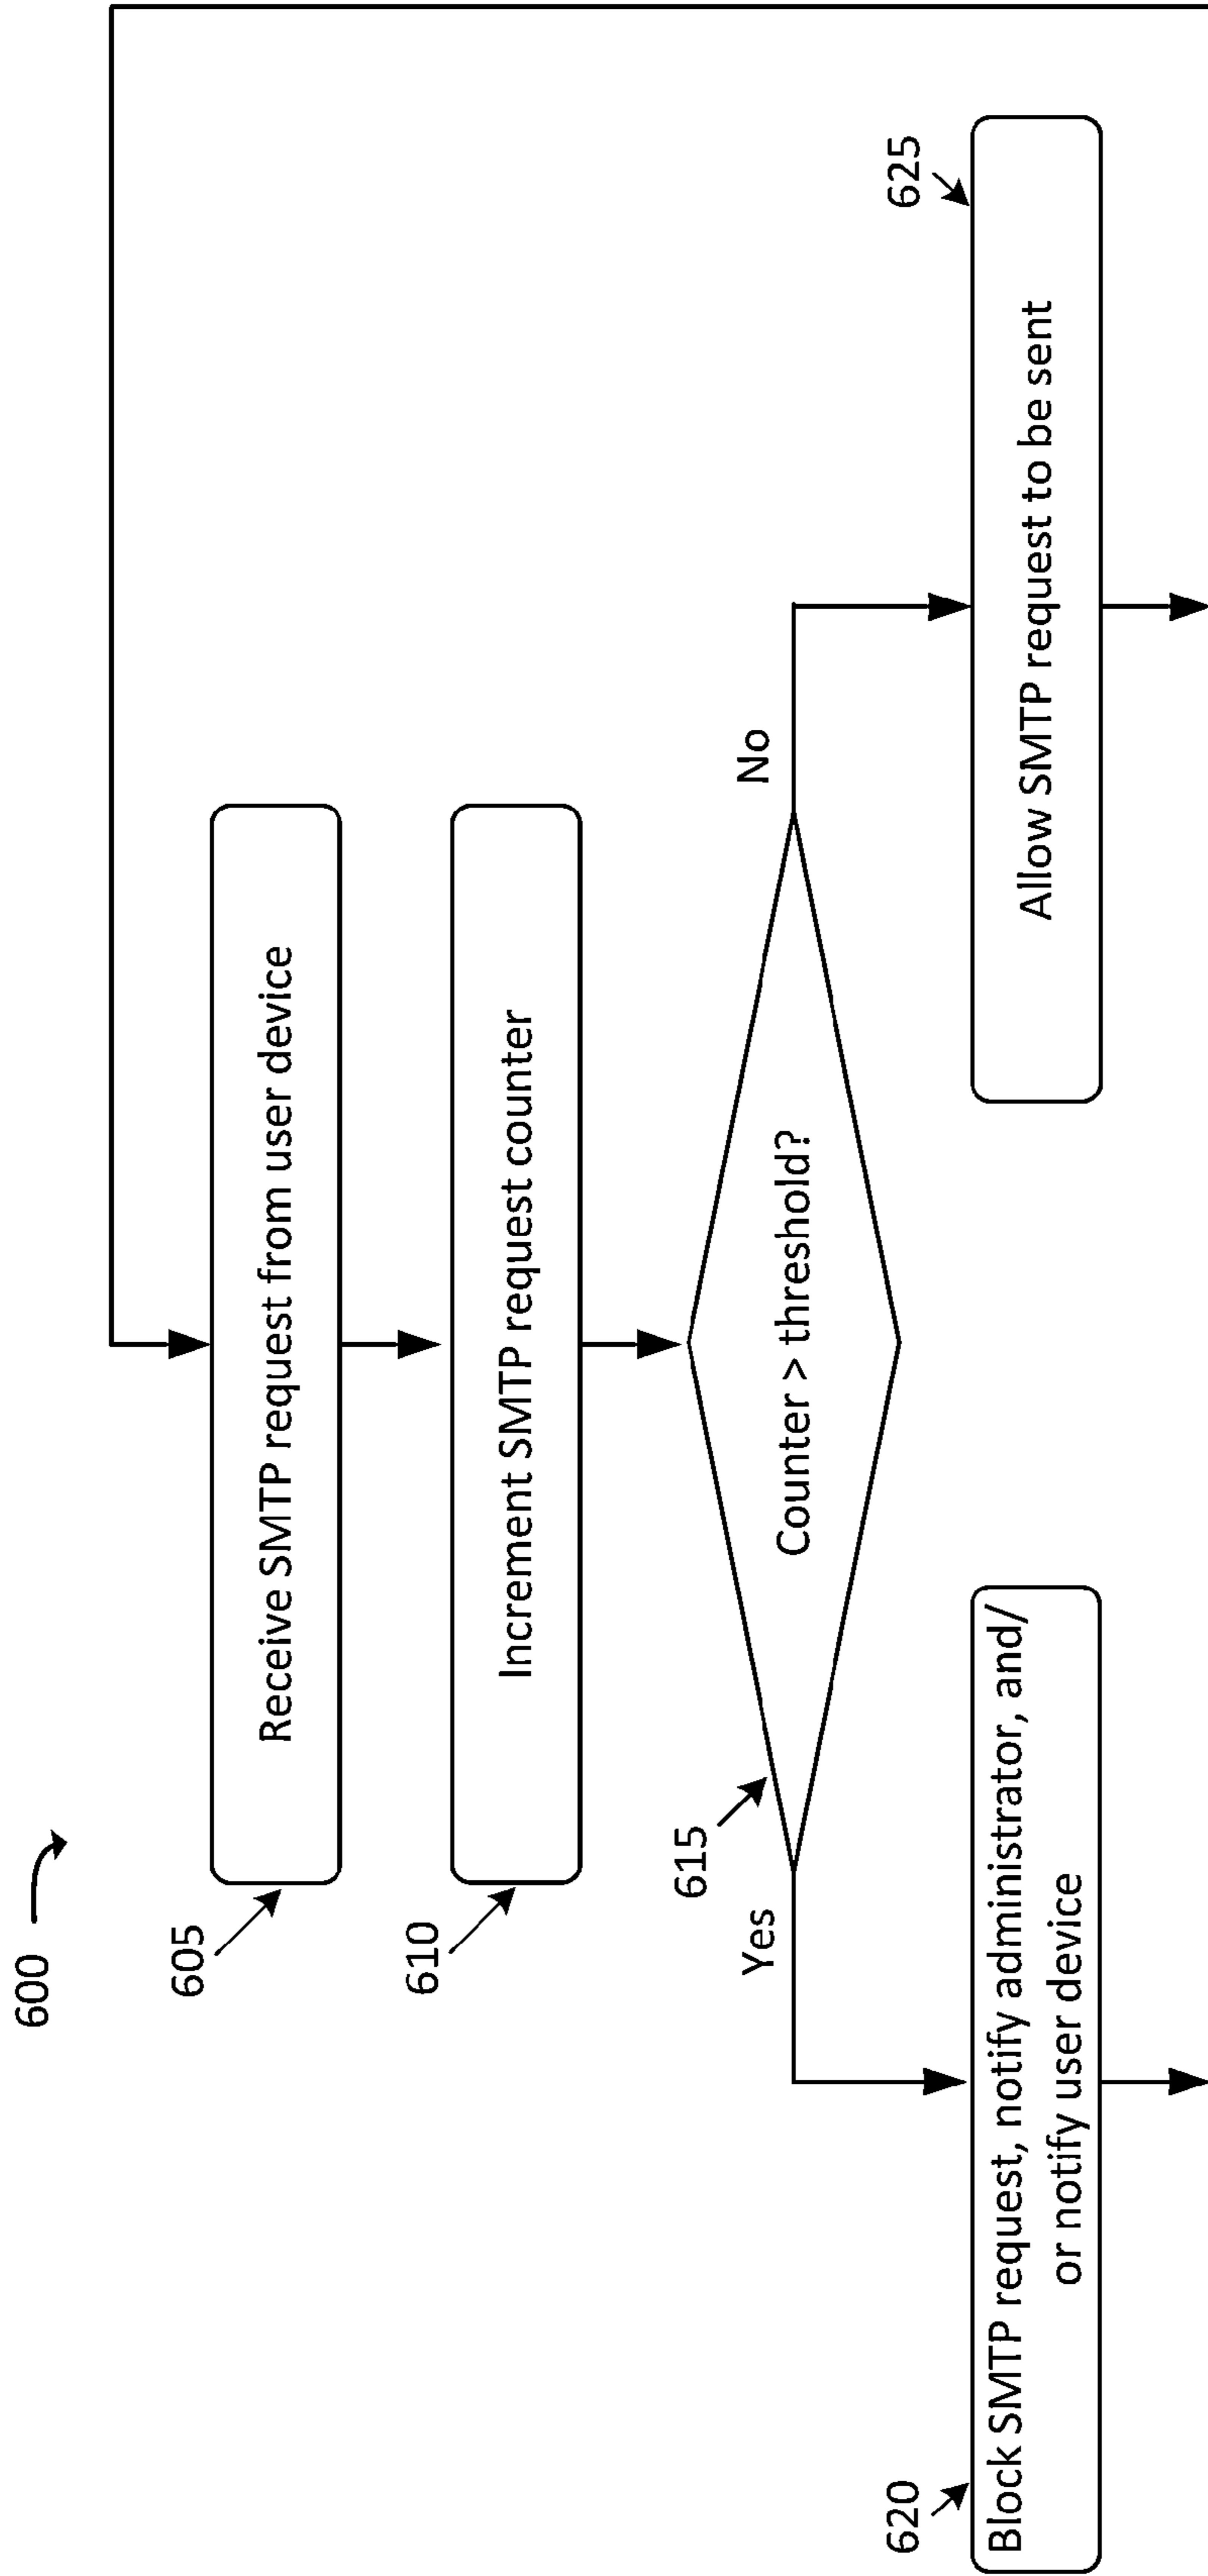 600
605
Receive SMTP request from user device
610
Increment SMTP request counter
615
Counter > threshold?
Yes
No
620
Block SMTP request, notify administrator, and/
or notify user device
625
Allow SMTP request to be sent